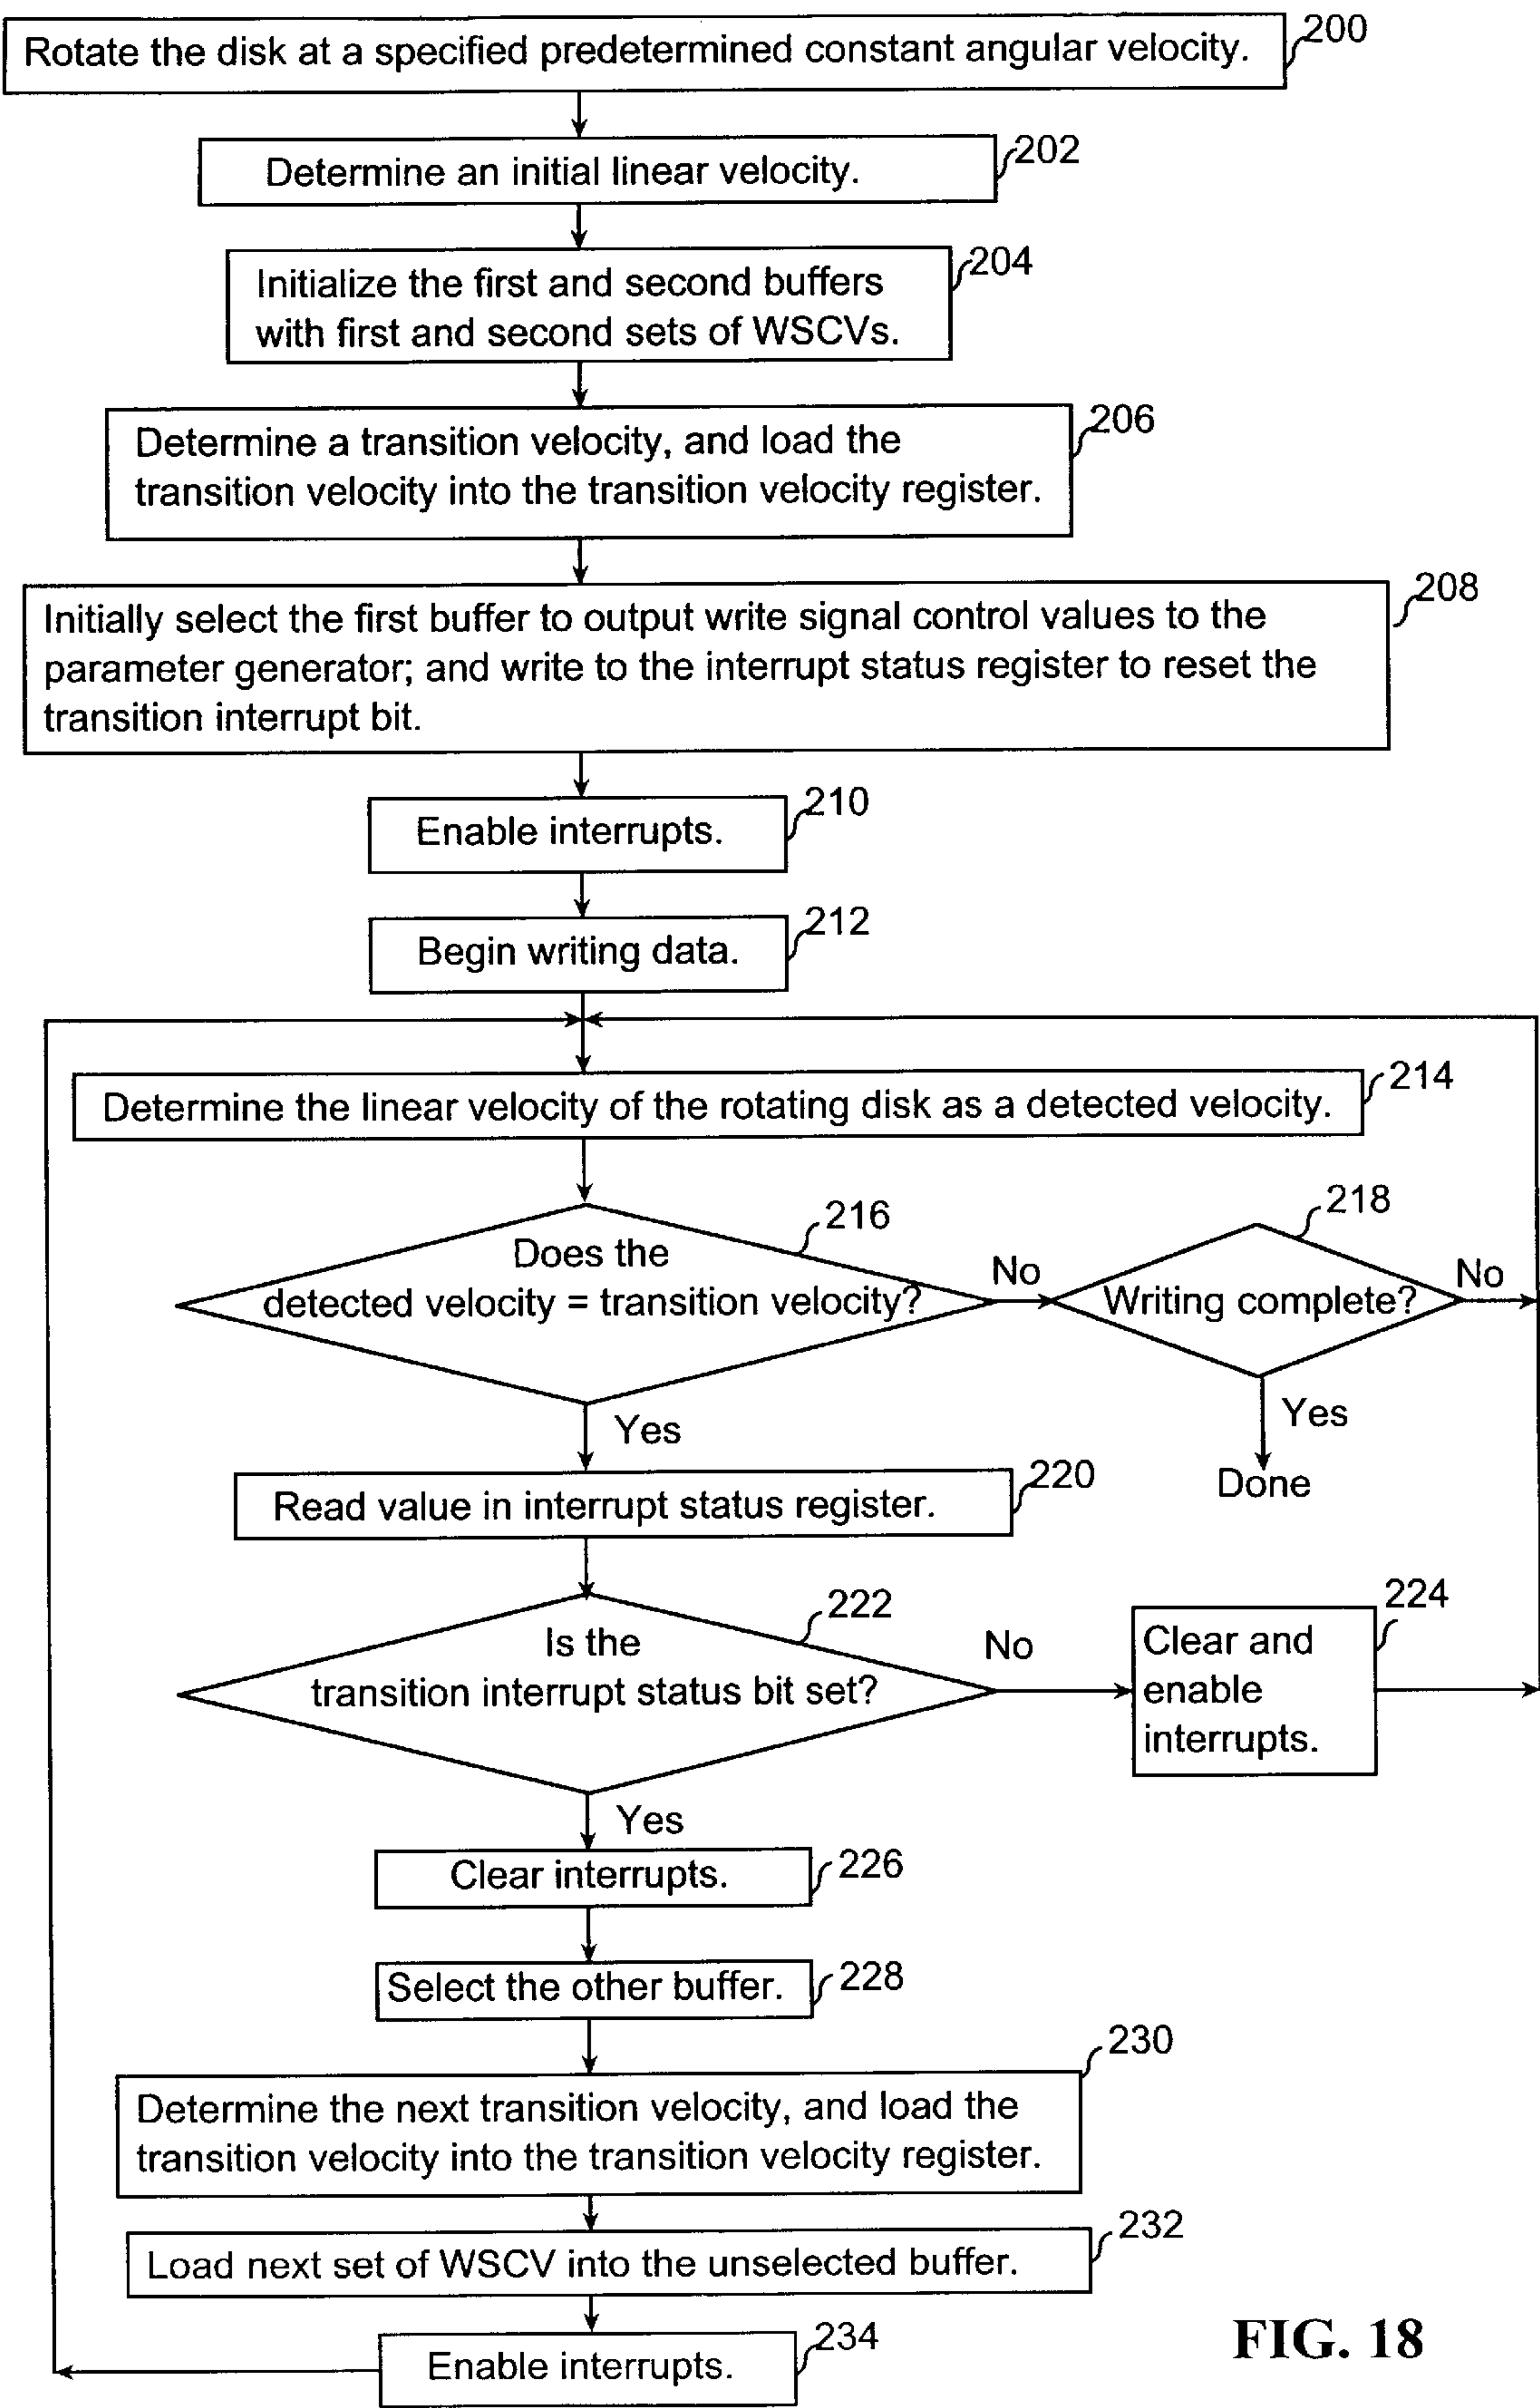 Rotate the disk at a specified predetermined constant angular velocity.
200
Determine an initial linear velocity.
202
Initialize the first and second buffers
with first and second sets of WSCVs.
204
Determine a transition velocity, and load the
transition velocity into the transition velocity register.
206
Initially select the first buffer to output write signal control values to the
parameter generator; and write to the interrupt status register to reset the
transition interrupt bit.
208
Enable interrupts.
210
Begin writing data.
212
Determine the linear velocity of the rotating disk as a detected velocity.
214
Does the
detected velocity = transition velocity?
216
No
Writing complete?
218
No
Yes
Done
Yes
Read value in interrupt status register.
220
Is the
transition interrupt status bit set?
222
No
Clear and
enable
interrupts.
224
Yes
Clear interrupts.
226
Select the other buffer.
228
Determine the next transition velocity, and load the
transition velocity into the transition velocity register.
230
Load next set of WSCV into the unselected buffer.
232
Enable interrupts.
234
FIG. 18